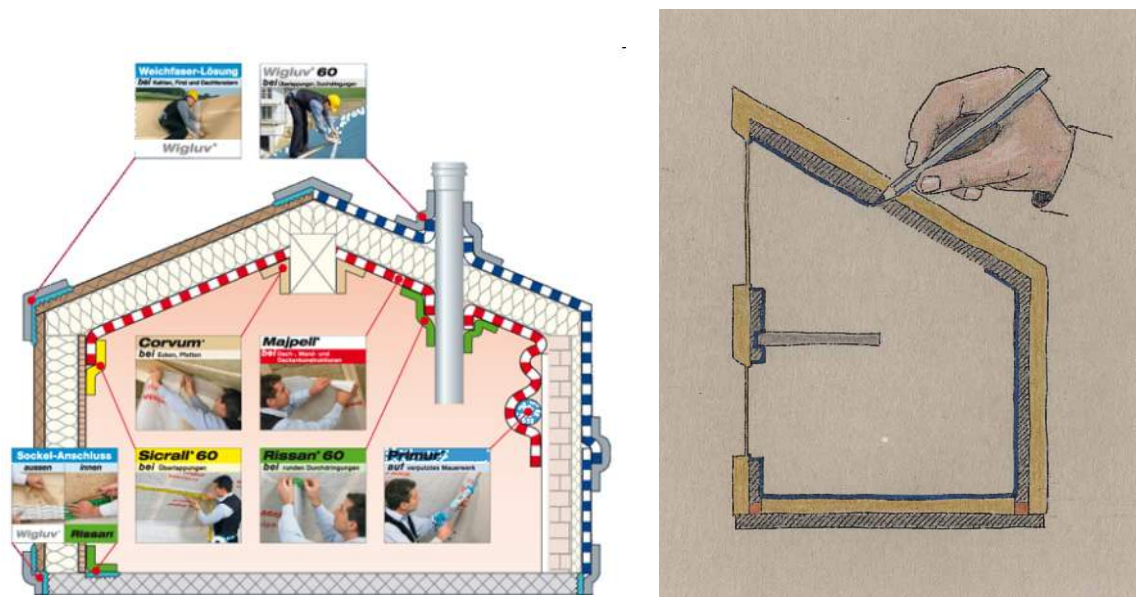 Weichfaser-Lösung
bei Kehlen, First und Dachfenstern
Wigluv®
Wigluv® 60
bei Überlappungen, Durchdringungen
Corvum®
bei Ecken, Pfetten
Majpell®
bei Dach-, Wand- und
Deckenkonstruktionen
Sockel-Anschluss
aussen innen
Wigluv® Rissan®
Sicrall® 60
bei Überlappungen
Rissan® 60
bei runden Durchdringungen
Primur®
auf verputztes Mauerwerk